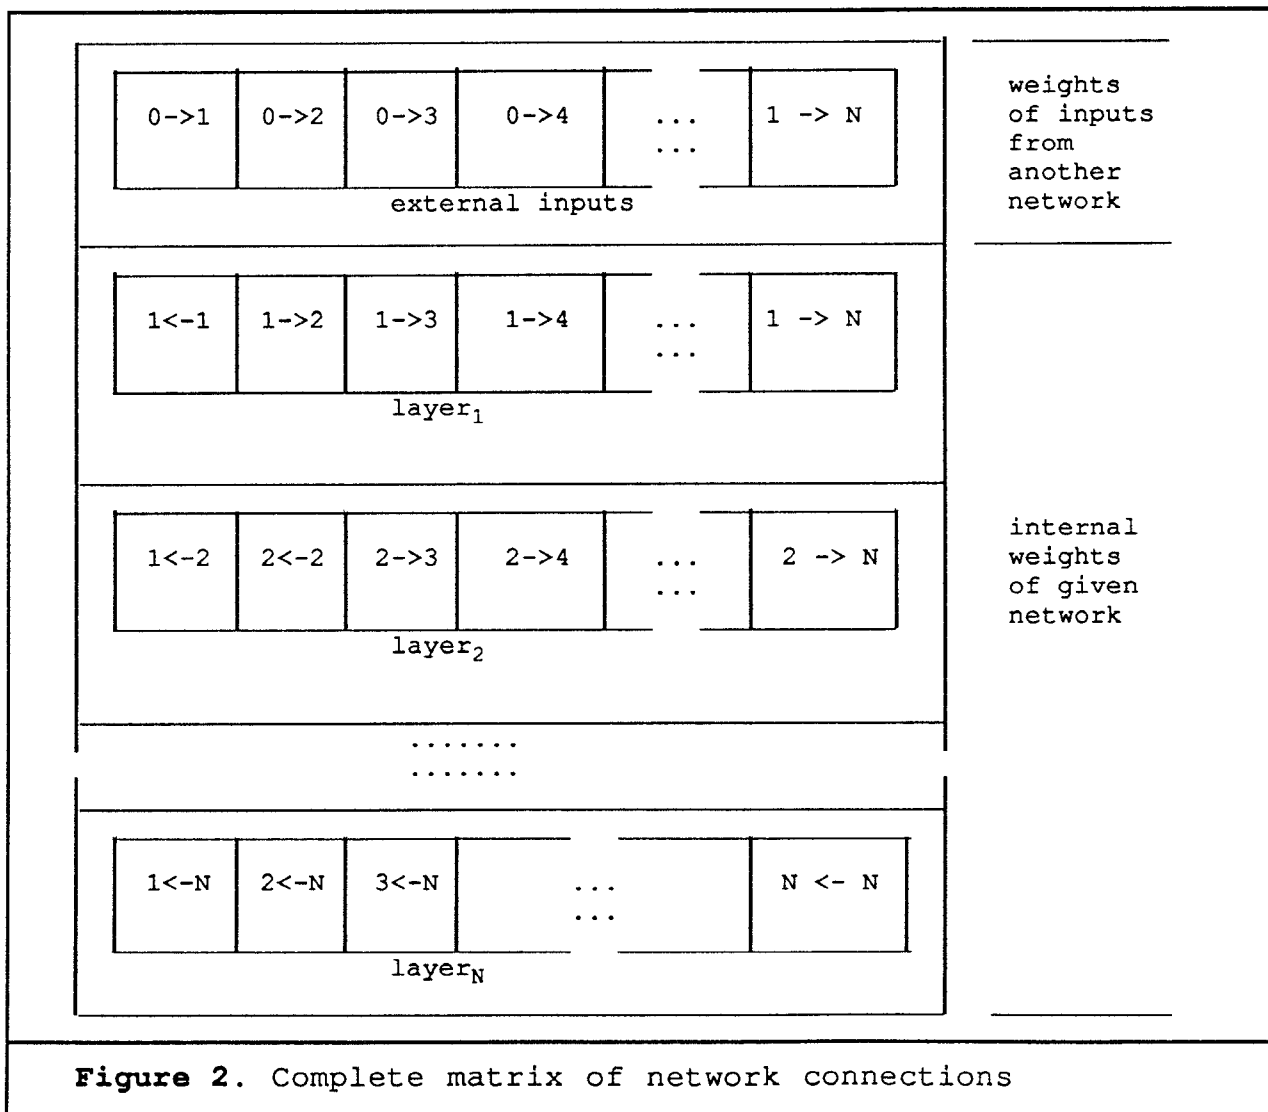 0->1 0->2 0->3 0->4 ... 1 -> N
...
external inputs
weights
of inputs
from
another
network
1<-1 1->2 1->3 1->4 ... 1 -> N
...
layer₁
1<-2 2<-2 2->3 2->4 ... 2 -> N
...
layer₂
internal
weights
of given
network
.......
.......
1<-N 2<-N 3<-N ... N <- N
...
layer_N
Figure 2. Complete matrix of network connections